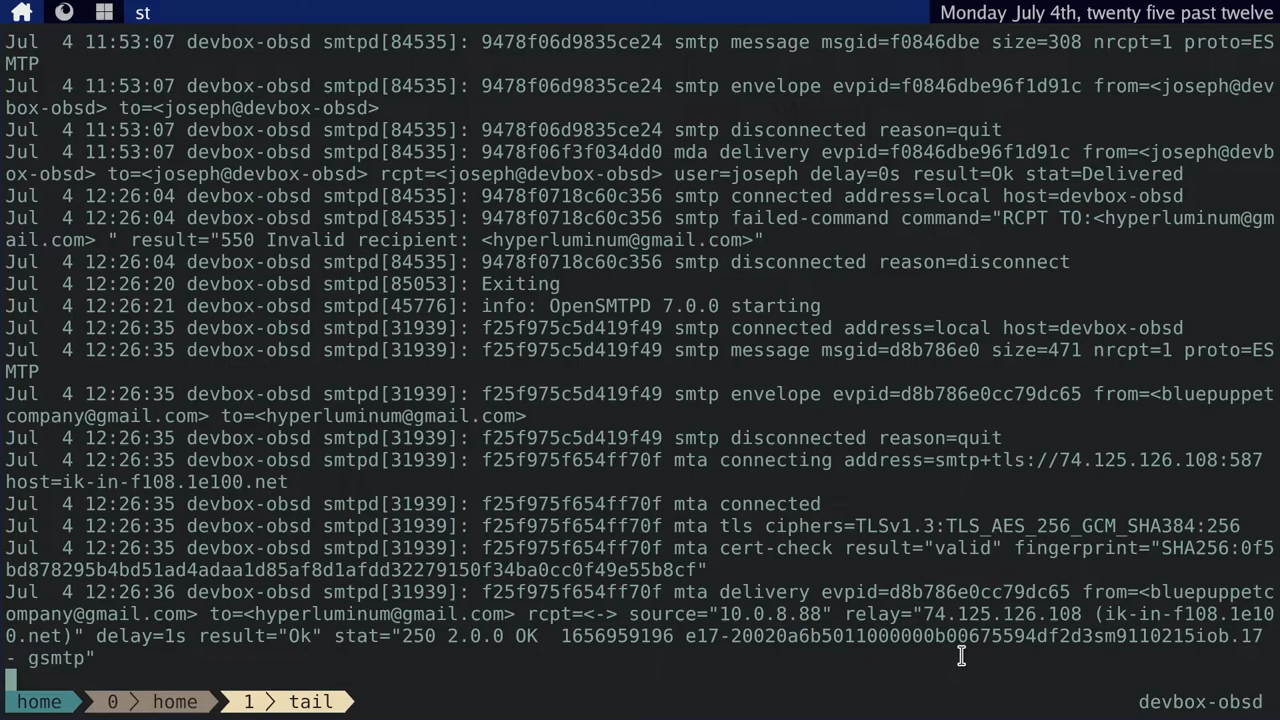 st
Monday July 4th, twenty five past twelve
Jul  4 11:53:07 devbox-obsd smtpd[84535]: 9478f06d9835ce24 smtp message msgid=f0846dbe size=308 nrcpt=1 proto=ES
MTP
Jul  4 11:53:07 devbox-obsd smtpd[84535]: 9478f06d9835ce24 smtp envelope evpid=f0846dbe96f1d91c from=<joseph@dev
box-obsd> to=<joseph@devbox-obsd>
Jul  4 11:53:07 devbox-obsd smtpd[84535]: 9478f06d9835ce24 smtp disconnected reason=quit
Jul  4 11:53:07 devbox-obsd smtpd[84535]: 9478f06f3f034dd0 mda delivery evpid=f0846dbe96f1d91c from=<joseph@devb
ox-obsd> to=<joseph@devbox-obsd> rcpt=<joseph@devbox-obsd> user=joseph delay=0s result=Ok stat=Delivered
Jul  4 12:26:04 devbox-obsd smtpd[84535]: 9478f0718c60c356 smtp connected address=local host=devbox-obsd
Jul  4 12:26:04 devbox-obsd smtpd[84535]: 9478f0718c60c356 smtp failed-command command="RCPT TO:<hyperluminum@gm
ail.com> " result="550 Invalid recipient: <hyperluminum@gmail.com>"
Jul  4 12:26:04 devbox-obsd smtpd[84535]: 9478f0718c60c356 smtp disconnected reason=disconnect
Jul  4 12:26:20 devbox-obsd smtpd[85053]: Exiting
Jul  4 12:26:21 devbox-obsd smtpd[45776]: info: OpenSMTPD 7.0.0 starting
Jul  4 12:26:35 devbox-obsd smtpd[31939]: f25f975c5d419f49 smtp connected address=local host=devbox-obsd
Jul  4 12:26:35 devbox-obsd smtpd[31939]: f25f975c5d419f49 smtp message msgid=d8b786e0 size=471 nrcpt=1 proto=ES
MTP
Jul  4 12:26:35 devbox-obsd smtpd[31939]: f25f975c5d419f49 smtp envelope evpid=d8b786e0cc79dc65 from=<bluepuppet
company@gmail.com> to=<hyperluminum@gmail.com>
Jul  4 12:26:35 devbox-obsd smtpd[31939]: f25f975c5d419f49 smtp disconnected reason=quit
Jul  4 12:26:35 devbox-obsd smtpd[31939]: f25f975f654ff70f mta connecting address=smtp+tls://74.125.126.108:587
host=ik-in-f108.1e100.net
Jul  4 12:26:35 devbox-obsd smtpd[31939]: f25f975f654ff70f mta connected
Jul  4 12:26:35 devbox-obsd smtpd[31939]: f25f975f654ff70f mta tls ciphers=TLSv1.3:TLS_AES_256_GCM_SHA384:256
Jul  4 12:26:35 devbox-obsd smtpd[31939]: f25f975f654ff70f mta cert-check result="valid" fingerprint="SHA256:0f5
bd878295b4bd51ad4adaa1d85af8d1afdd32279150f34ba0cc0f49e55b8cf"
Jul  4 12:26:36 devbox-obsd smtpd[31939]: f25f975f654ff70f mta delivery evpid=d8b786e0cc79dc65 from=<bluepuppetc
ompany@gmail.com> to=<hyperluminum@gmail.com> rcpt=<-> source="10.0.8.88" relay="74.125.126.108 (ik-in-f108.1e10
0.net)" delay=1s result="Ok" stat="250 2.0.0 OK  1656959196 e17-20020a6b5011000000b00675594df2d3sm9110215iob.17
- gsmtp"
home 0 > home 1 > tail
devbox-obsd